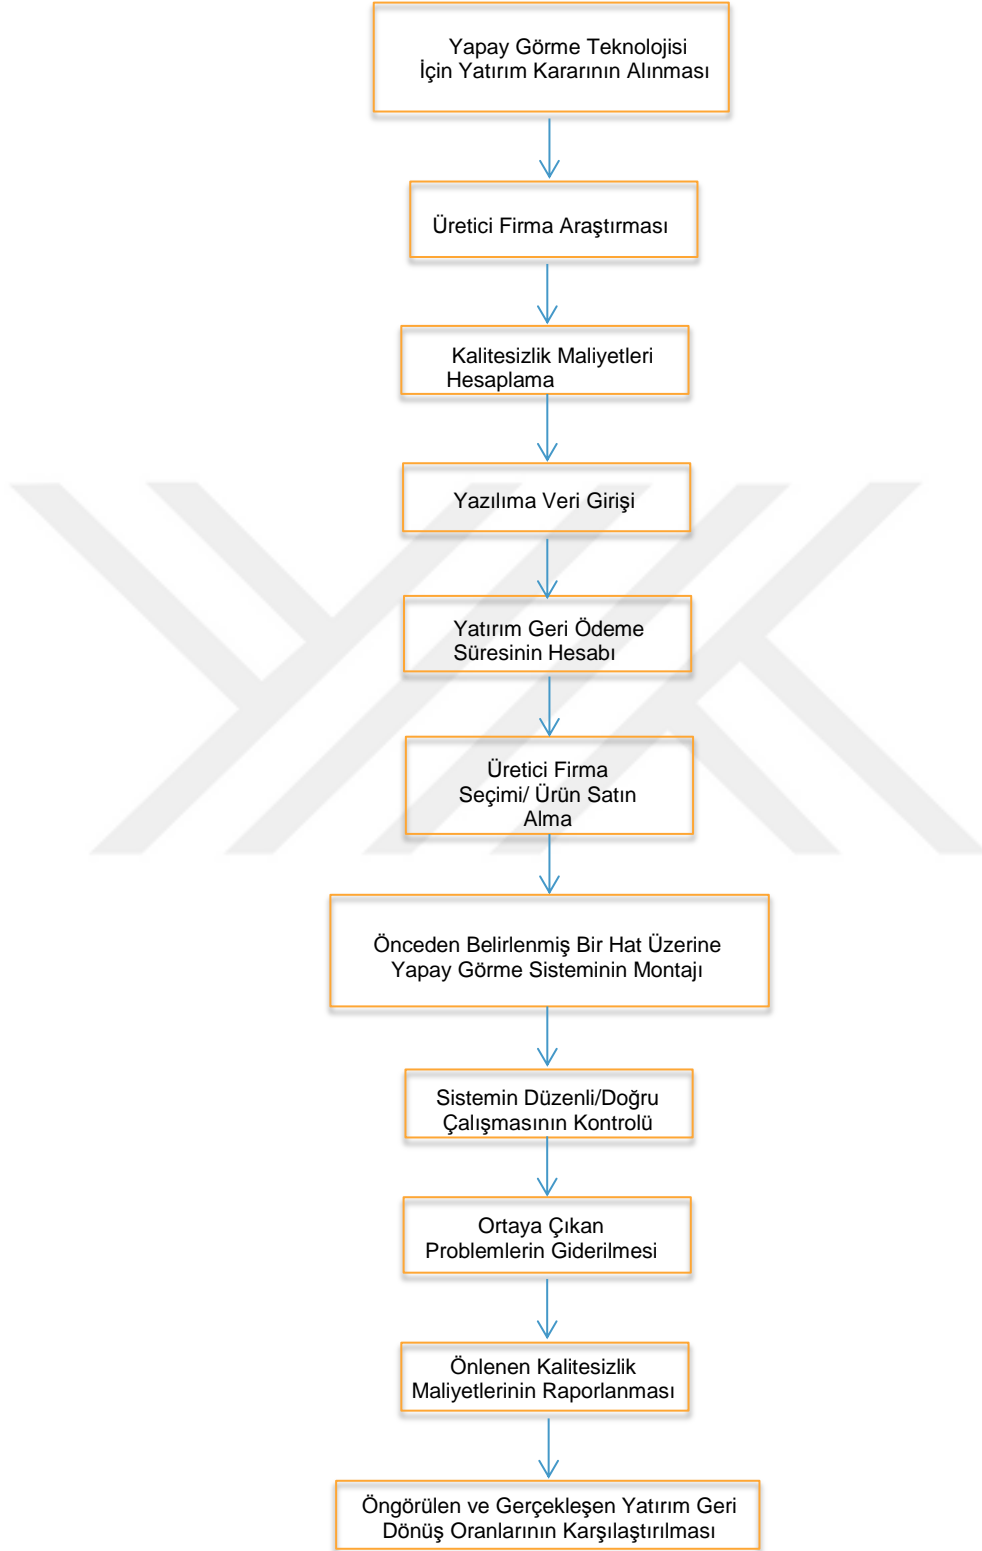 Yapay Görme Teknolojisi
İçin Yatırım Kararının Alınması
Üretici Firma Araştırması
Kalitesizlik Maliyetleri
Hesaplama
Yazılıma Veri Girişi
Yatırım Geri Ödeme
Süresinin Hesabı
Üretici Firma
Seçimi/ Ürün Satın
Alma
Önceden Belirlenmiş Bir Hat Üzerine
Yapay Görme Sisteminin Montajı
Sistemin Düzenli/Doğru
Çalışmasının Kontrolü
Ortaya Çıkan
Problemlerin Giderilmesi
Önlenen Kalitesizlik
Maliyetlerinin Raporlanması
Öngörülen ve Gerçekleşen Yatırım Geri
Dönüş Oranlarının Karşılaştırılması